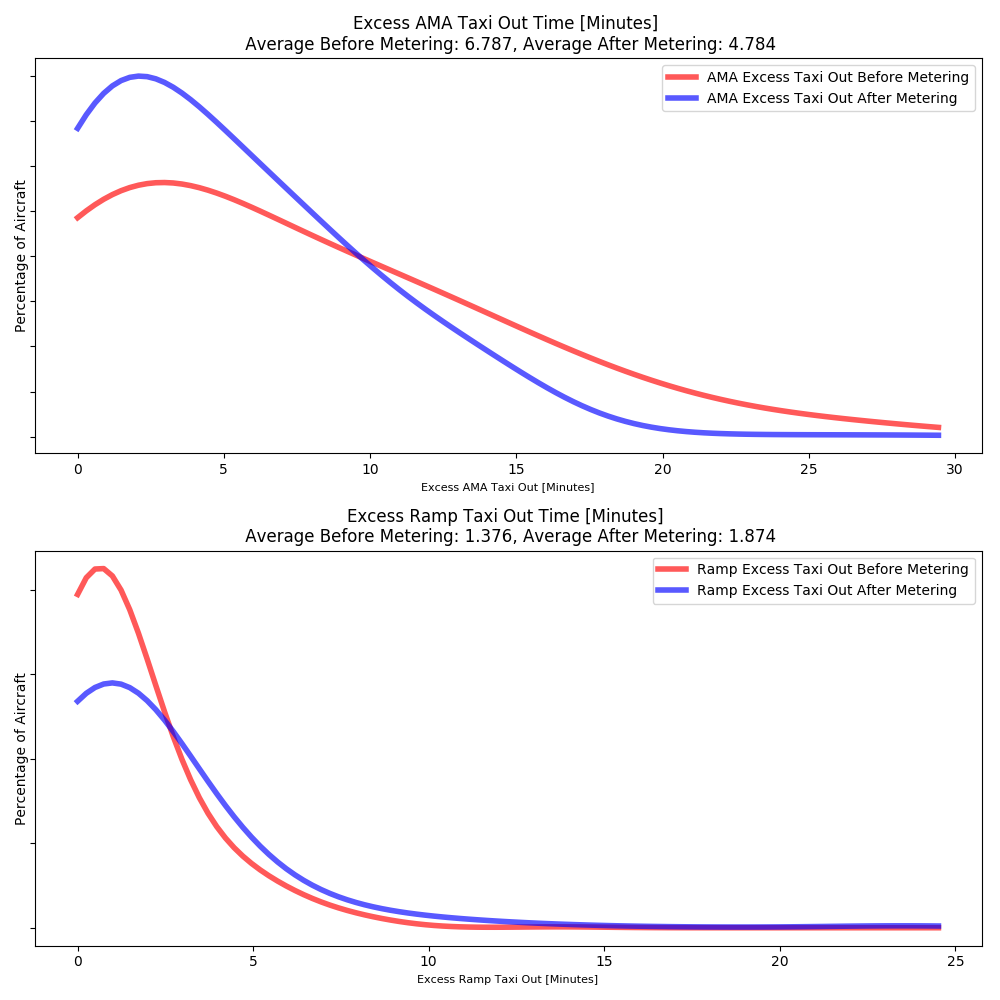 Excess AMA Taxi Out Time [Minutes]
Average Before Metering: 6.787, Average After Metering: 4.784
AMA Excess Taxi Out Before Metering
AMA Excess Taxi Out After Metering
Percentage of Aircraft
0 5 10 15 20 25 30
Excess AMA Taxi Out [Minutes]
Excess Ramp Taxi Out Time [Minutes]
Average Before Metering: 1.376, Average After Metering: 1.874
Ramp Excess Taxi Out Before Metering
Ramp Excess Taxi Out After Metering
Percentage of Aircraft
0 5 10 15 20 25
Excess Ramp Taxi Out [Minutes]